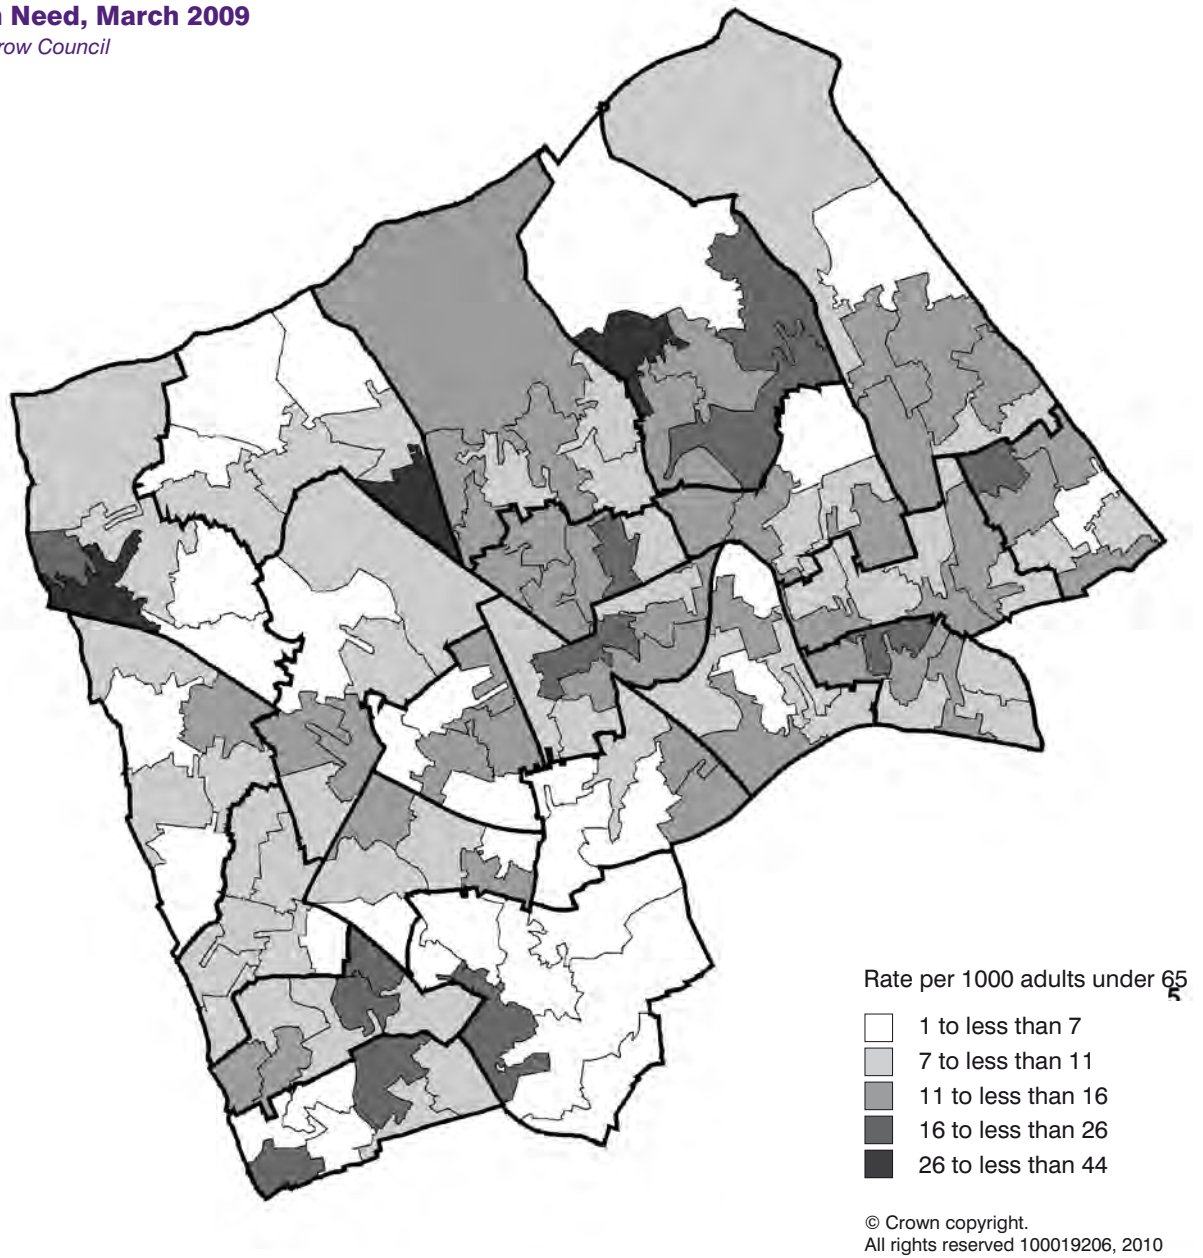 Need, March 2009
Council
Rate per 1000 adults under 65
5
1 to less than 7
7 to less than 11
11 to less than 16
16 to less than 26
26 to less than 44
© Crown copyright.
All rights reserved 100019206, 2010